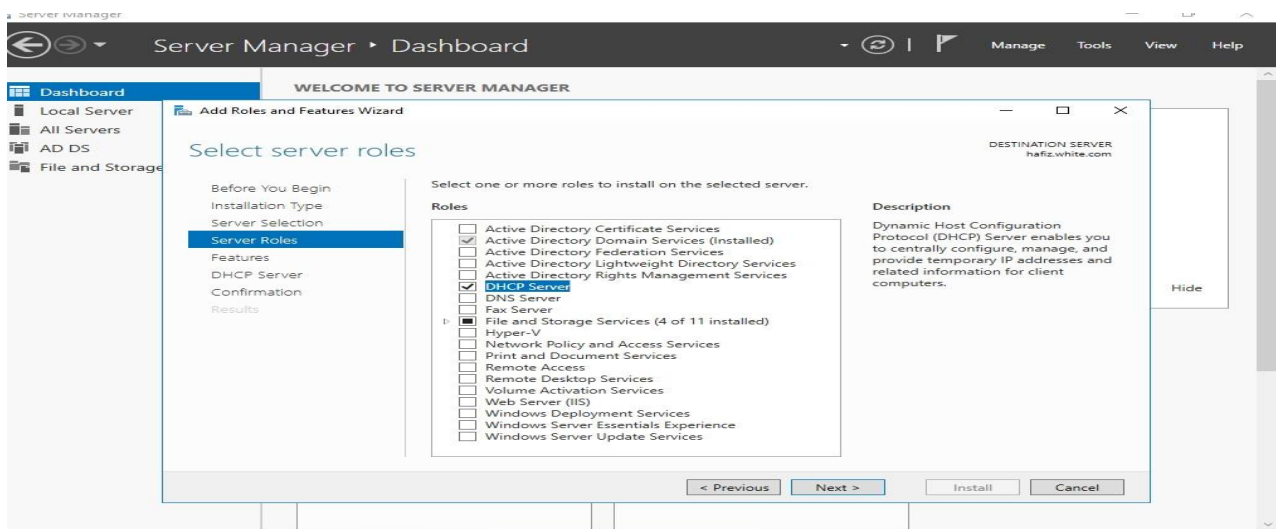 Server Manager
Server Manager ‣ Dashboard
Manage Tools View Help
Dashboard
Local Server
All Servers
AD DS
File and Storage
WELCOME TO SERVER MANAGER
Add Roles and Features Wizard
Select server roles
DESTINATION SERVER
hafiz.white.com
Before You Begin
Installation Type
Server Selection
Server Roles
Features
DHCP Server
Confirmation
Results
Select one or more roles to install on the selected server.
Roles
Active Directory Certificate Services
Active Directory Domain Services (Installed)
Active Directory Federation Services
Active Directory Lightweight Directory Services
Active Directory Rights Management Services
DHCP Server
DNS Server
Fax Server
File and Storage Services (4 of 11 installed)
Hyper-V
Network Policy and Access Services
Print and Document Services
Remote Access
Remote Desktop Services
Volume Activation Services
Web Server (IIS)
Windows Deployment Services
Windows Server Essentials Experience
Windows Server Update Services
Description
Dynamic Host Configuration
Protocol (DHCP) Server enables you
to centrally configure, manage, and
provide temporary IP addresses and
related information for client
computers.
Hide
< Previous Next > Install Cancel